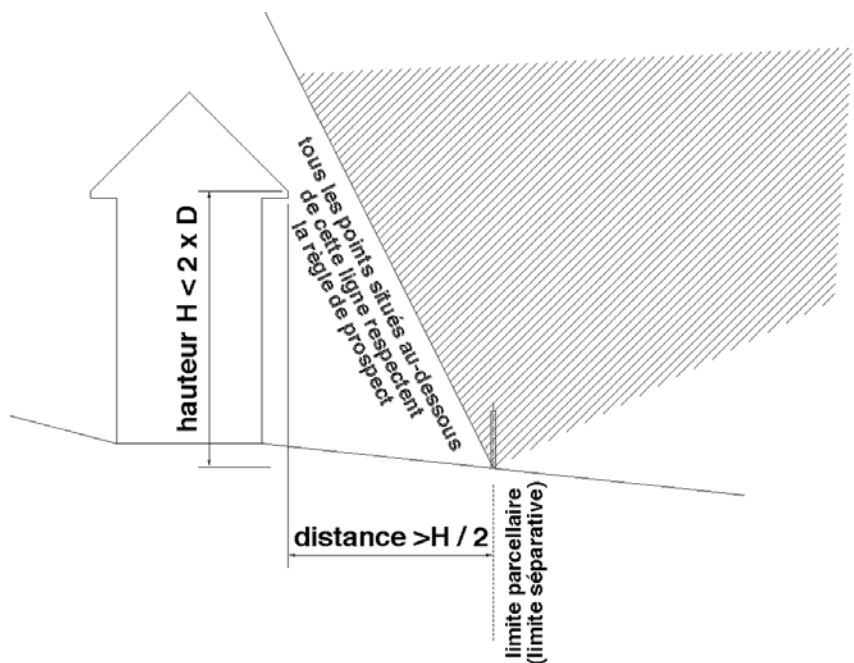 hauteur H < 2 x D
tous les points situés au-dessous
de cette ligne respectent
la règle de prospect
distance >H / 2
limite parcellaire
(limite séparative)